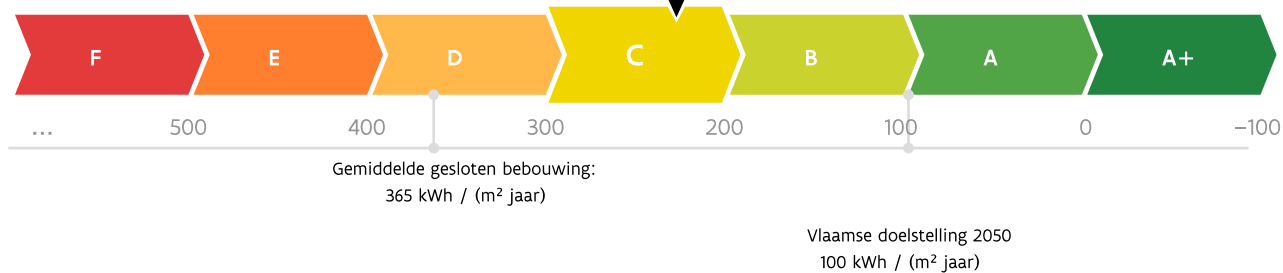 F E D C B A A+
... 500 400 300 200 100 0 −100
Gemiddelde gesloten bebouwing:
365 kWh / (m² jaar)
Vlaamse doelstelling 2050
100 kWh / (m² jaar)